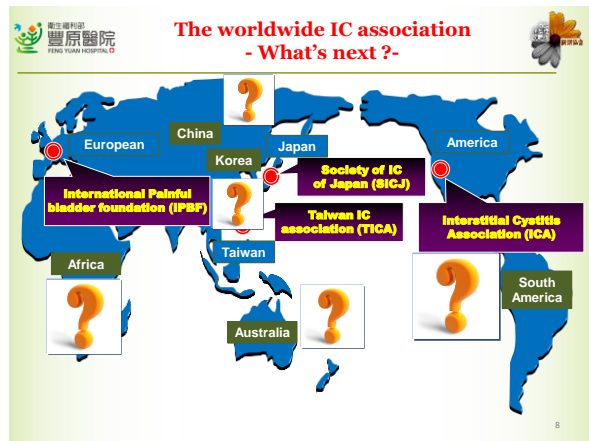 衛生福利部
豐原醫院
FENG YUAN HOSPITAL
The worldwide IC association
- What's next ?-
China
European
Japan
America
Korea
Society of IC
of Japan (SICJ)
International Painful
bladder foundation (IPBF)
Taiwan IC
association (TICA)
Interstitial Cystitis
Association (ICA)
Taiwan
Africa
South
America
Australia
8